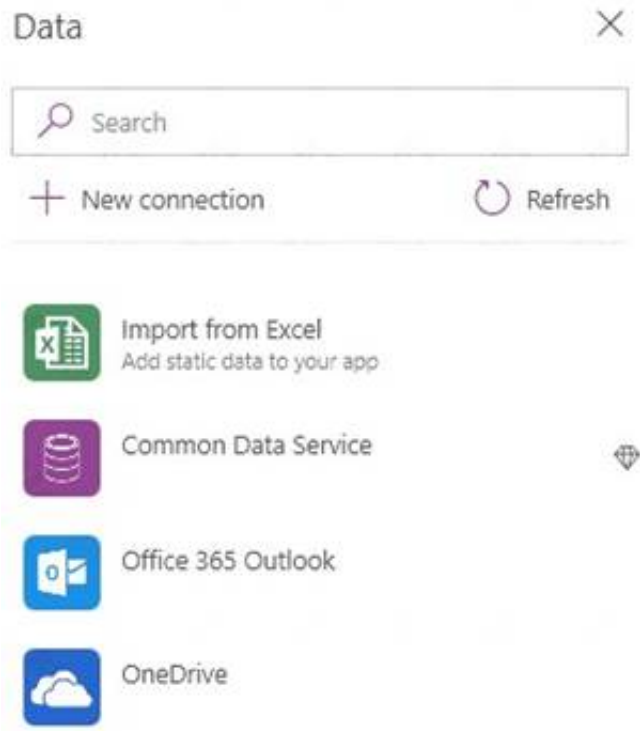 Data
Search
New connection
Refresh
Import from Excel
Add static data to your app
Common Data Service
Office 365 Outlook
OneDrive